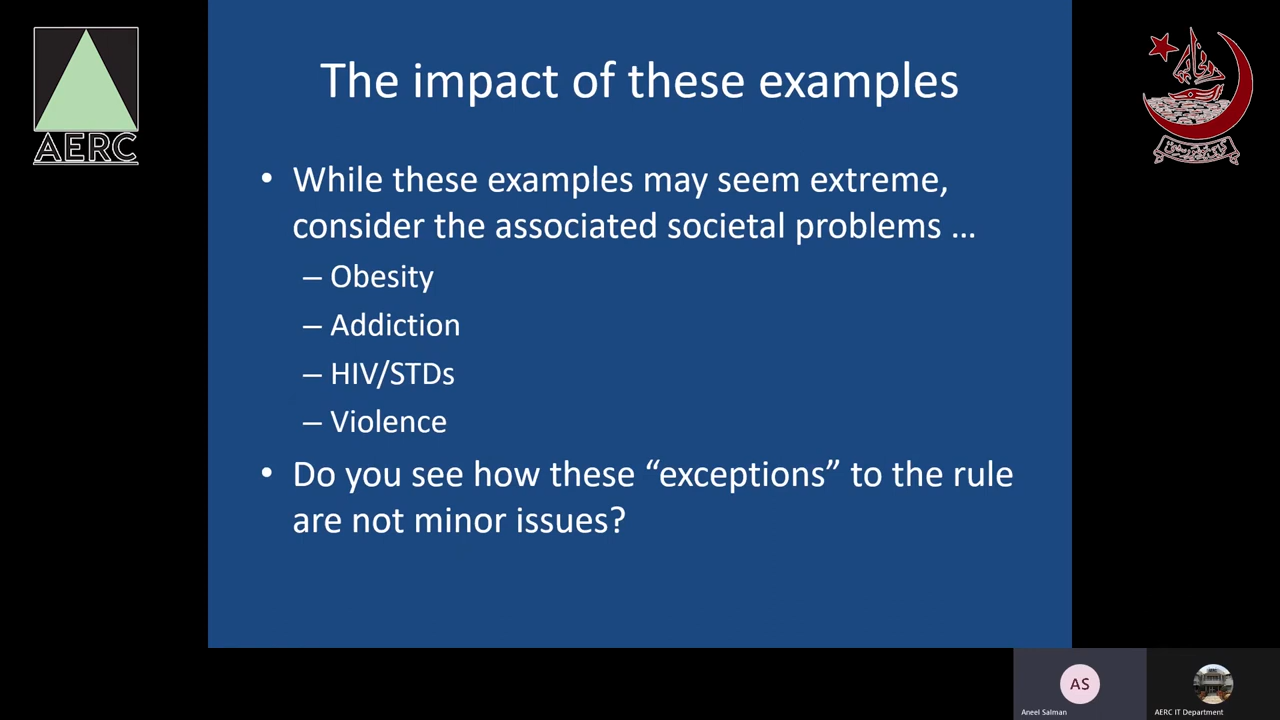 The impact of these examples
• While these examples may seem extreme,
consider the associated societal problems …
– Obesity
– Addiction
– HIV/STDs
– Violence
• Do you see how these “exceptions” to the rule
are not minor issues?
AERC
AS
Aneel Salman
AERC IT Department